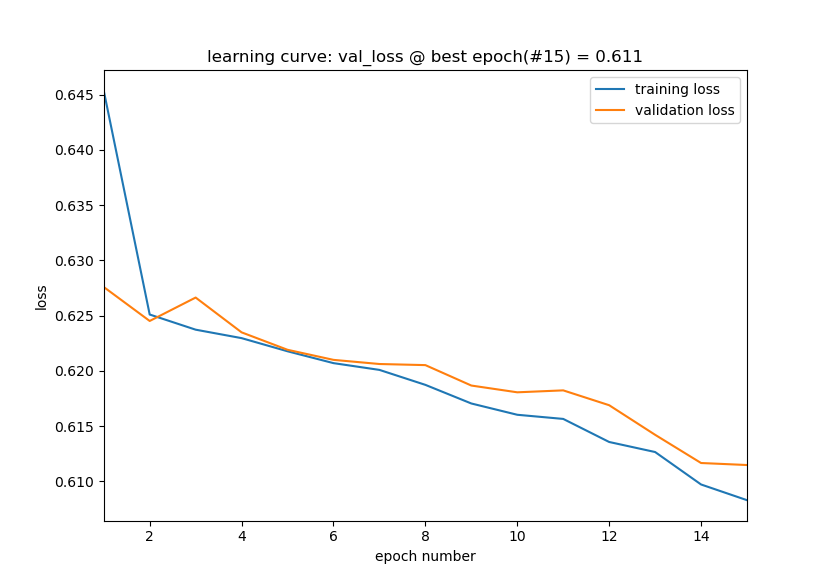 learning curve: val_loss @ best epoch(#15) = 0.611
training loss
validation loss
0.645
0.640
0.635
0.630
0.625
0.620
0.615
0.610
loss
2 4 6 8 10 12 14
epoch number